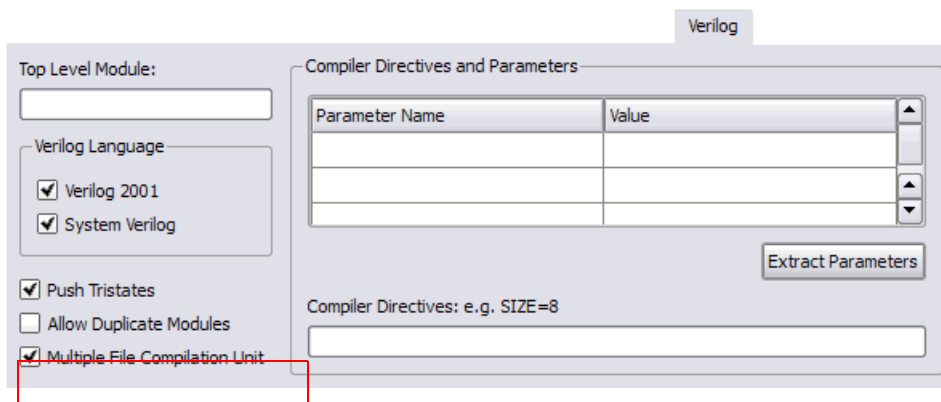 Verilog
Top Level Module:
Compiler Directives and Parameters
Parameter Name Value
Verilog Language
Verilog 2001
System Verilog
Extract Parameters
Push Tristates
Compiler Directives: e.g. SIZE=8
Allow Duplicate Modules
Multiple File Compilation Unit